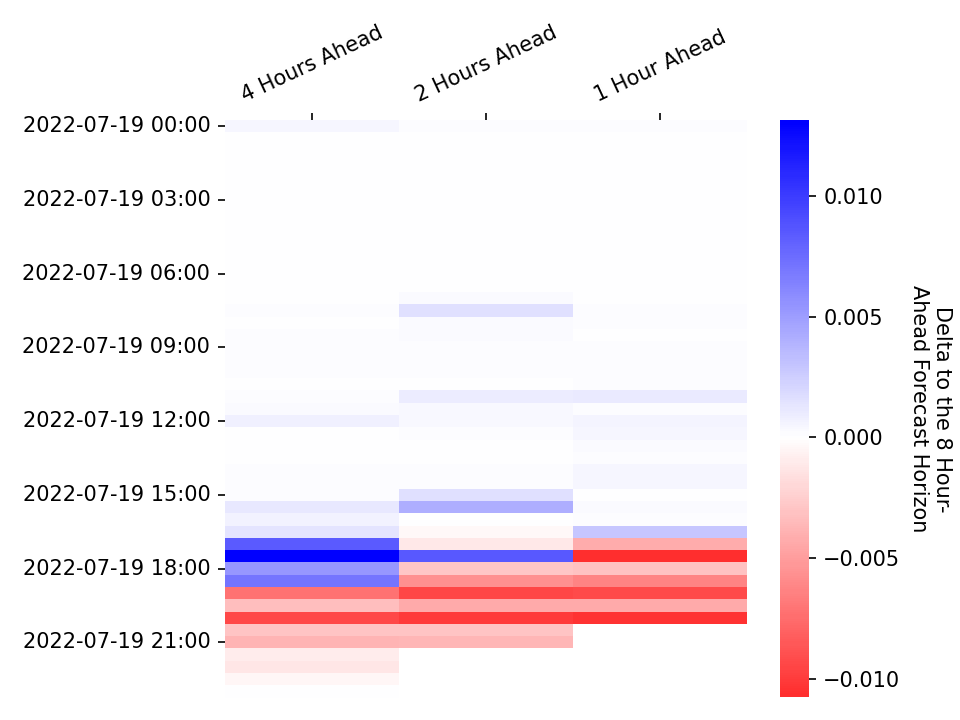 4 Hours Ahead
2 Hours Ahead
1 Hour Ahead
2022-07-19 00:00
2022-07-19 03:00
2022-07-19 06:00
2022-07-19 09:00
2022-07-19 12:00
2022-07-19 15:00
2022-07-19 18:00
2022-07-19 21:00
0.010
0.005
0.000
−0.005
−0.010
Delta to the 8 Hour-
Ahead Forecast Horizon